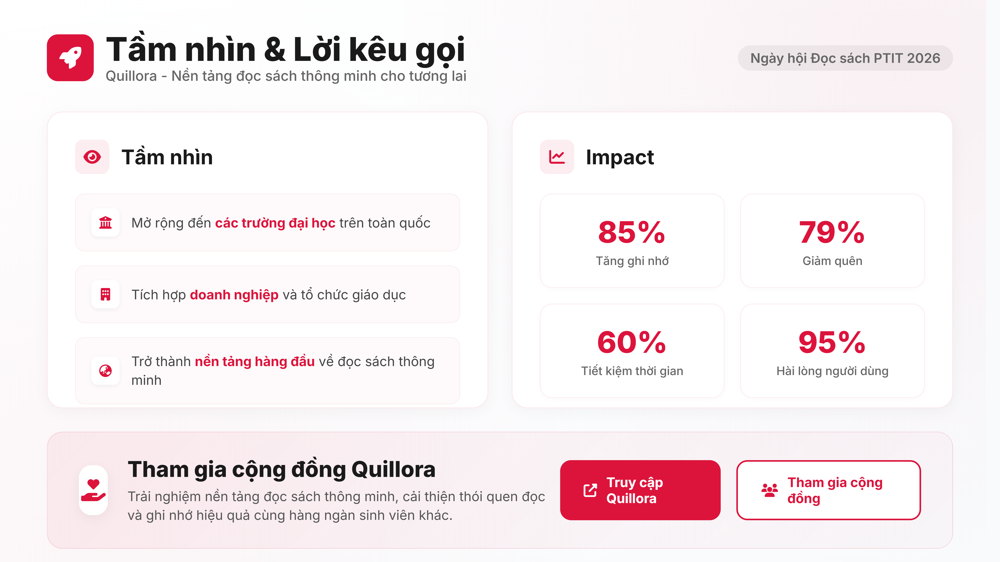 Tầm nhìn & Lời kêu gọi
Quillora - Nền tảng đọc sách thông minh cho tương lai
Ngày hội Đọc sách PTIT 2026
Tầm nhìn
Mở rộng đến các trường đại học trên toàn quốc
Tích hợp doanh nghiệp và tổ chức giáo dục
Trở thành nền tảng hàng đầu về đọc sách thông
minh
Impact
85%
Tăng ghi nhớ
79%
Giảm quên
60%
Tiết kiệm thời gian
95%
Hài lòng người dùng
Tham gia cộng đồng Quillora
Trải nghiệm nền tảng đọc sách thông minh, cải thiện thói quen đọc
và ghi nhớ hiệu quả cùng hàng ngàn sinh viên khác.
Truy cập
Quillora
Tham gia cộng
đồng